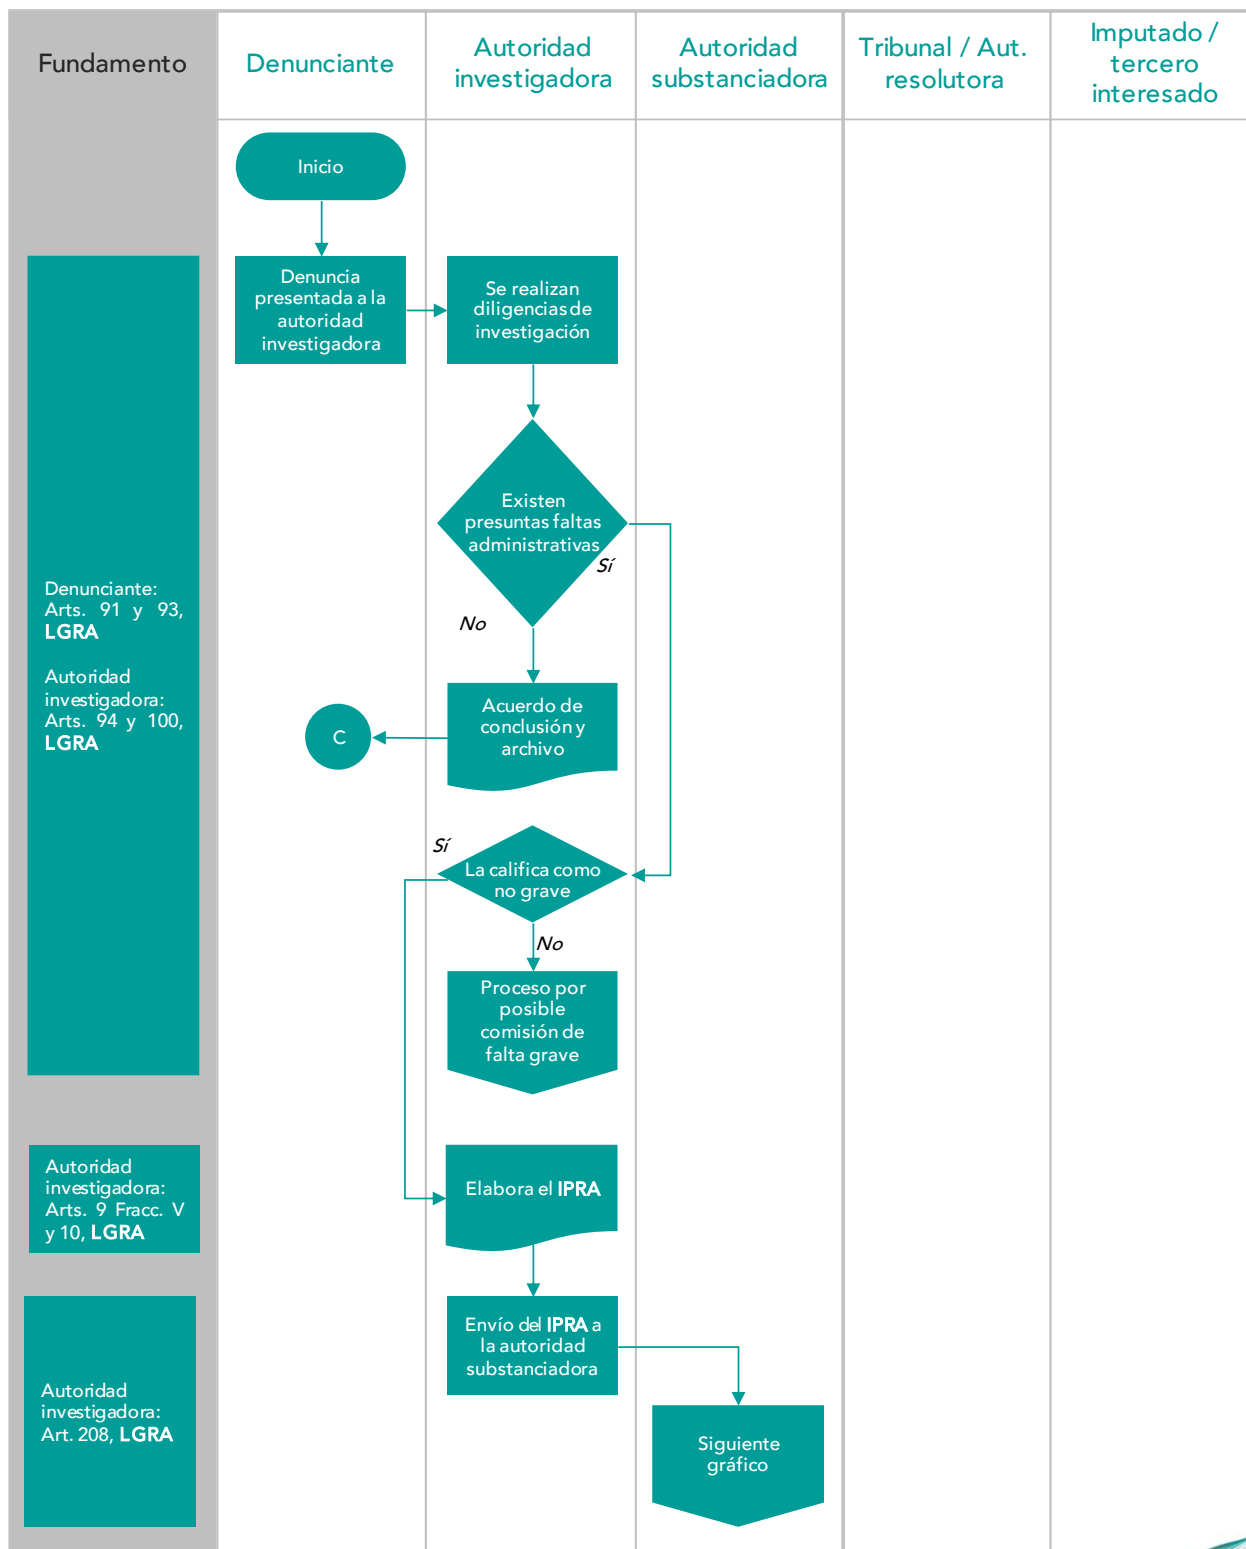 Fundamento
Denunciante
Autoridad
investigadora
Autoridad
substanciadora
Tribunal / Aut.
resolutora
Imputado /
tercero
interesado
Inicio
Denuncia
presentada a la
autoridad
investigadora
Se realizan
diligencias de
investigación
Existen
presuntas faltas
administrativas
Sí
No
Denunciante:
Arts. 91 y 93,
LGRA
Autoridad
investigadora:
Arts. 94 y 100,
LGRA
Acuerdo de
conclusión y
archivo
C
Sí
La califica como
no grave
No
Proceso por
posible
comisión de
falta grave
Autoridad
investigadora:
Arts. 9 Fracc. V
y 10, LGRA
Elabora el IPRA
Envío del IPRA a
la autoridad
substanciadora
Autoridad
investigadora:
Art. 208, LGRA
Siguiente
gráfico